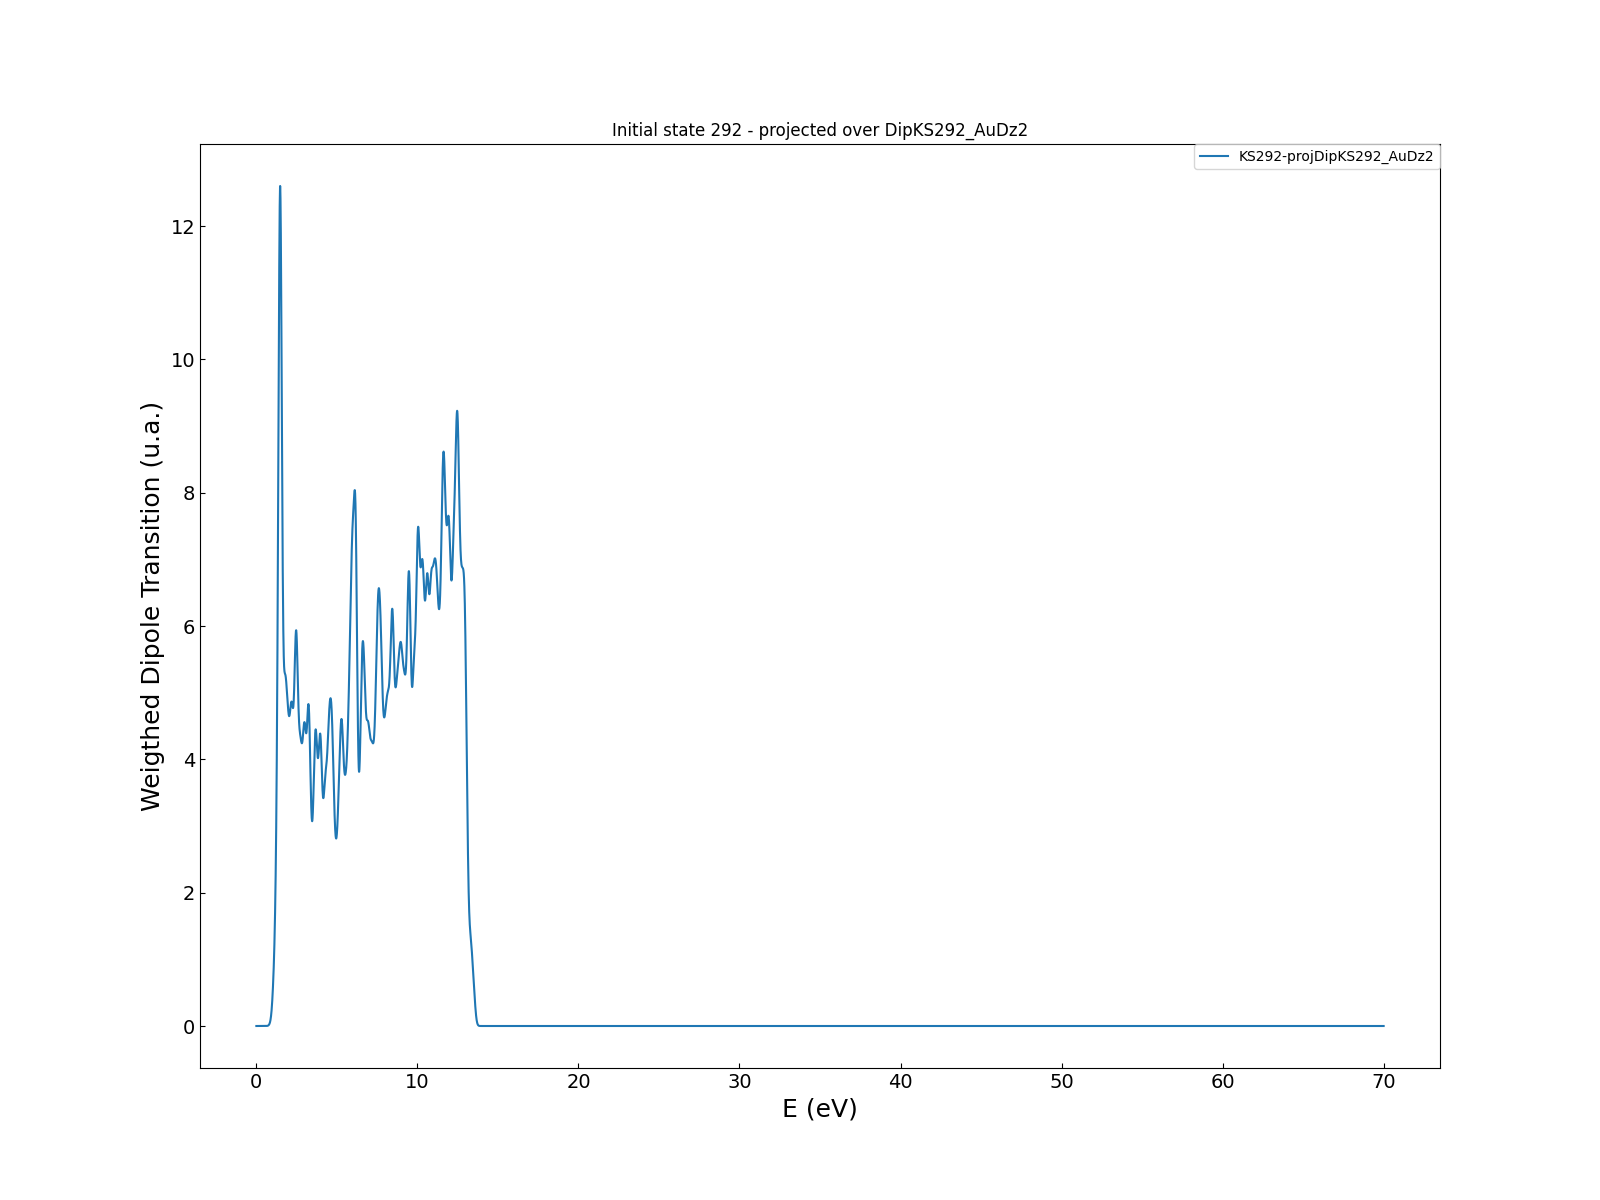 Initial state 292 - projected over DipKS292_AuDz2
KS292-projDipKS292_AuDz2
Weigthed Dipole Transition (u.a.)
12
10
8
6
4
2
0
0 10 20 30 40 50 60 70
E (eV)